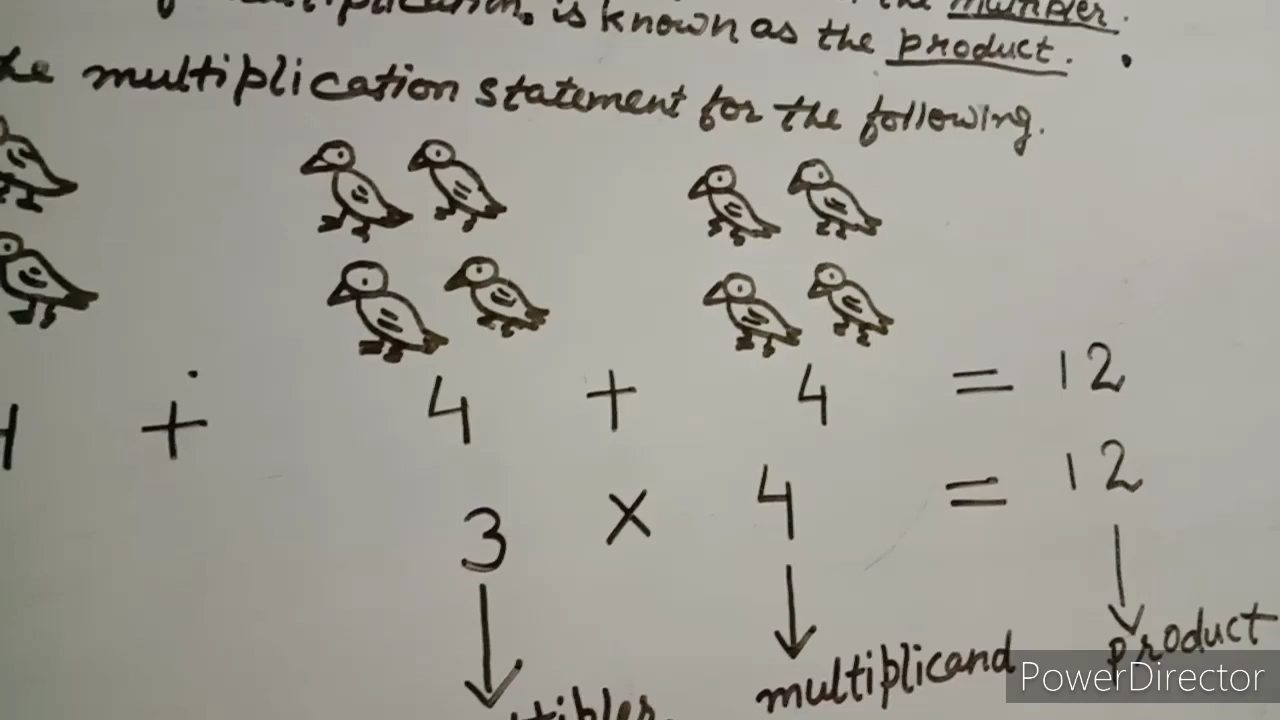 is known as the product.
multiplication statement for the following.
+ 4 + 4 = 12
3 × 4 = 12
multiplicand product
PowerDirector